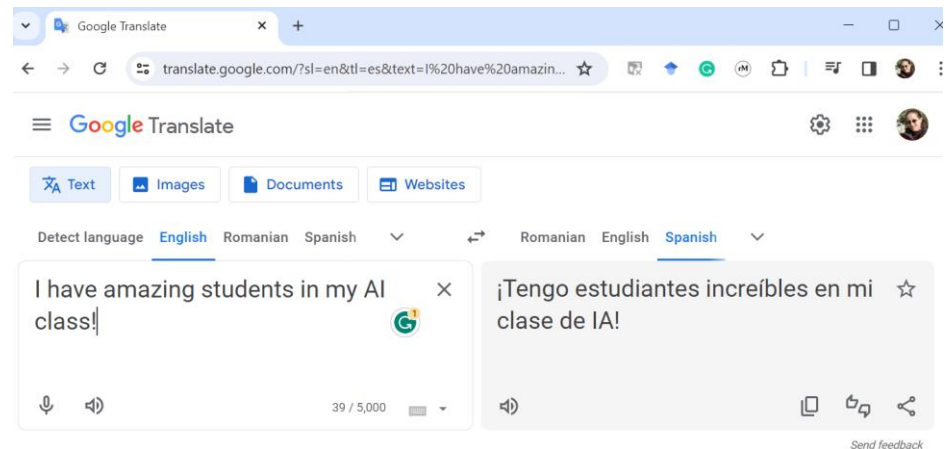 Google Translate
translate.google.com/?sl=en&tl=es&text=I%20have%20amazin...
Google Translate
Text Images Documents Websites
Detect language English Romanian Spanish
Romanian English Spanish
I have amazing students in my AI
class!
¡Tengo estudiantes increíbles en mi
clase de IA!
39 / 5,000
Send feedback